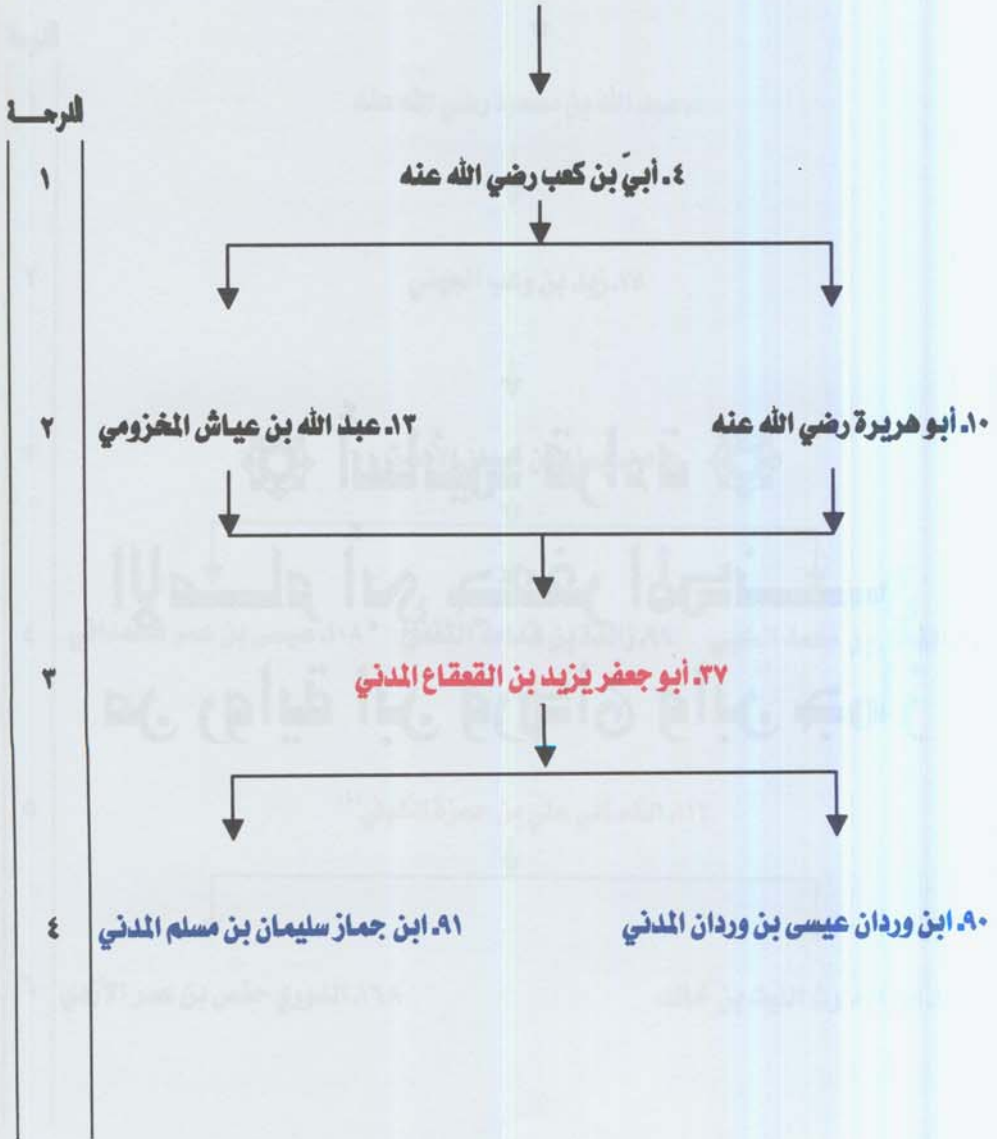 الدرجة
٤. أبيّ بن كعب رضي الله عنه
١
١٠. أبو هريرة رضي الله عنه
١٣. عبد الله بن عياش المخزومي
٢
٣٧. أبو جعفر يزيد بن القعقاع المدني
٣
٩٠. ابن وردان عيسى بن وردان المدني
٩١. ابن جماز سليمان بن مسلم المدني
٤